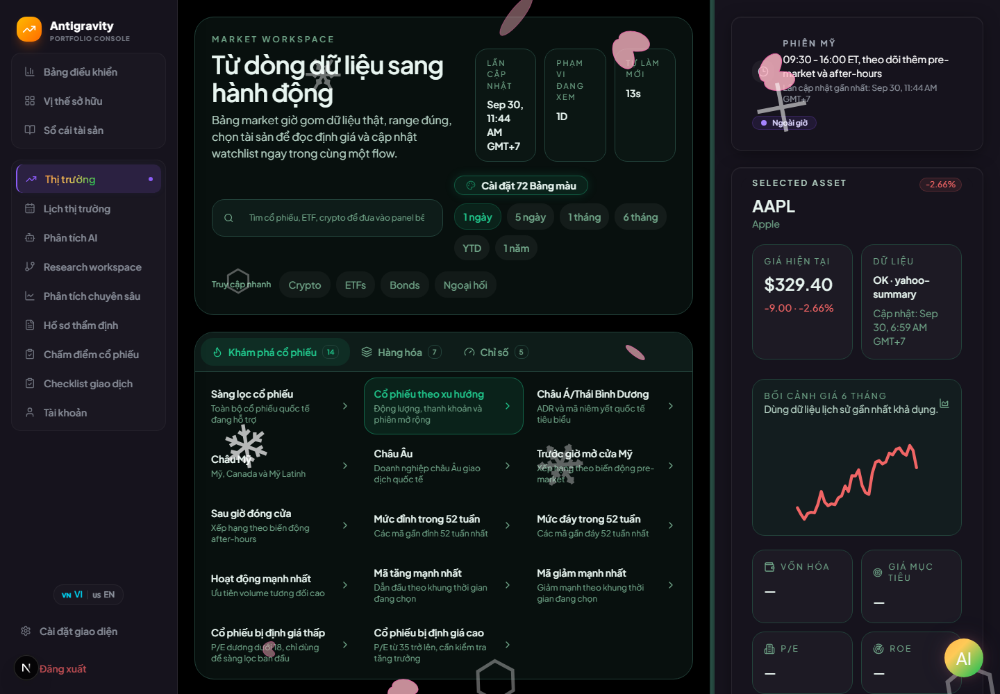 Antigravity
PORTFOLIO CONSOLE
Bảng điều khiển
Vị thế sở hữu
Sổ cái tài sản
Thị trường
Lịch thị trường
Phân tích AI
Research workspace
Phân tích chuyên sâu
Hồ sơ thẩm định
Chấm điểm cổ phiếu
Checklist giao dịch
Tài khoản
VN VI US EN
Cài đặt giao diện
N Đăng xuất
MARKET WORKSPACE
Từ dòng dữ liệu sang
hành động
Bảng market giờ gom dữ liệu thật, range đúng,
chọn tài sản để đọc định giá và cập nhật
watchlist ngay trong cùng một flow.
LẦN
CẬP
NHẬT
Sep 30,
11:44
AM
GMT+7
PHẠM
VI
ĐANG
XEM
1D
TỰ LÀM
MỚI
13s
Cài đặt 72 Bảng màu
Tìm cổ phiếu, ETF, crypto để đưa vào panel bê
1 ngày
5 ngày
1 tháng
6 tháng
YTD
1 năm
Truy cập nhanh
Crypto
ETFs
Bonds
Ngoại hối
Khám phá cổ phiếu 14
Hàng hóa 7
Chỉ số 5
Sàng lọc cổ phiếu
Toàn bộ cổ phiếu quốc tế
đang hỗ trợ
Cổ phiếu theo xu hướng
Động lượng, thanh khoản và
phiên mở rộng
Châu Á/Thái Bình Dương
ADR và mã niêm yết quốc tế
tiêu biểu
Châu Mỹ
Mỹ, Canada và Mỹ Latinh
Châu Âu
Doanh nghiệp châu Âu giao
dịch quốc tế
Trước giờ mở cửa Mỹ
Xếp hạng theo biến động pre-
market
Sau giờ đóng cửa
Xếp hạng theo biến động
after-hours
Mức đỉnh trong 52 tuần
Các mã gần đỉnh 52 tuần nhất
Mức đáy trong 52 tuần
Các mã gần đáy 52 tuần nhất
Hoạt động mạnh nhất
Ưu tiên volume tương đối cao
Mã tăng mạnh nhất
Dẫn đầu theo khung thời gian
đang chọn
Mã giảm mạnh nhất
Giảm mạnh theo khung thời
gian đang chọn
Cổ phiếu bị định giá thấp
P/E dương dưới 18, chỉ dùng
để sàng lọc ban đầu
Cổ phiếu bị định giá cao
P/E từ 35 trở lên, cần kiểm tra
tăng trưởng
PHIÊN MỸ
09:30 - 16:00 ET, theo dõi thêm pre-
market và after-hours
Lần cập nhật gần nhất: Sep 30, 11:44 AM
GMT+7
Ngoài giờ
SELECTED ASSET
-2.66%
AAPL
Apple
GIÁ HIỆN TẠI
$329.40
-9.00 · -2.66%
DỮ LIỆU
OK · yahoo-
summary
Cập nhật: Sep
30, 6:59 AM
GMT+7
BỐI CẢNH GIÁ 6 THÁNG
Dùng dữ liệu lịch sử gần nhất khả dụng.
VỐN HÓA
—
GIÁ MỤC
TIÊU
—
P/E
—
ROE
—
AI